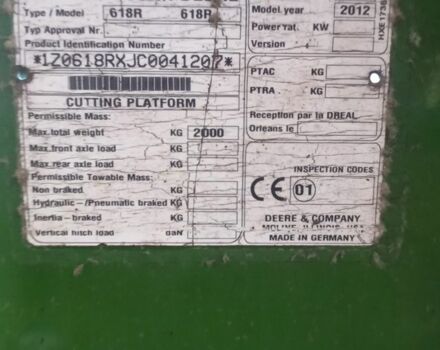 Type / Model 618R 618R
Typ Approval Nr.
Product Identification Number
*1Z0618RXJC0041207*
CUTTING PLATFORM
Permissible Mass:
Max. total weight KG 2000
Max. front axle load KG
Max. rear axle load KG
Permissible Towable Mass:
Non braked KG
Hydraulic-/Pneumatic braked KG
Inertia- braked KG
Vertical hitch load daN
Model year 2012
Power rat. KW
Version
PTAC KG
PTRA KG
Reception par la DREAL
Orleans le
INSPECTION CODES
CE 01
DEERE & COMPANY
MOLINE, ILLINOIS, USA
MADE IN GERMANY